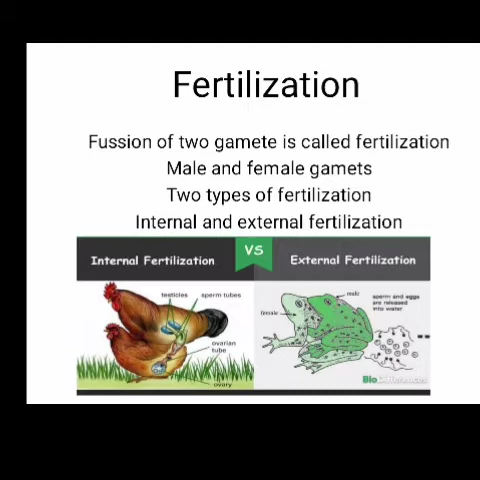 Fertilization
Fussion of two gamete is called fertilization
Male and female gamets
Two types of fertilization
Internal and external fertilization
Internal Fertilization
VS
External Fertilization
testicles
sperm tubes
ovarian
tube
ovary
male
female
sperm and eggs
are released
into water
BioDifferences